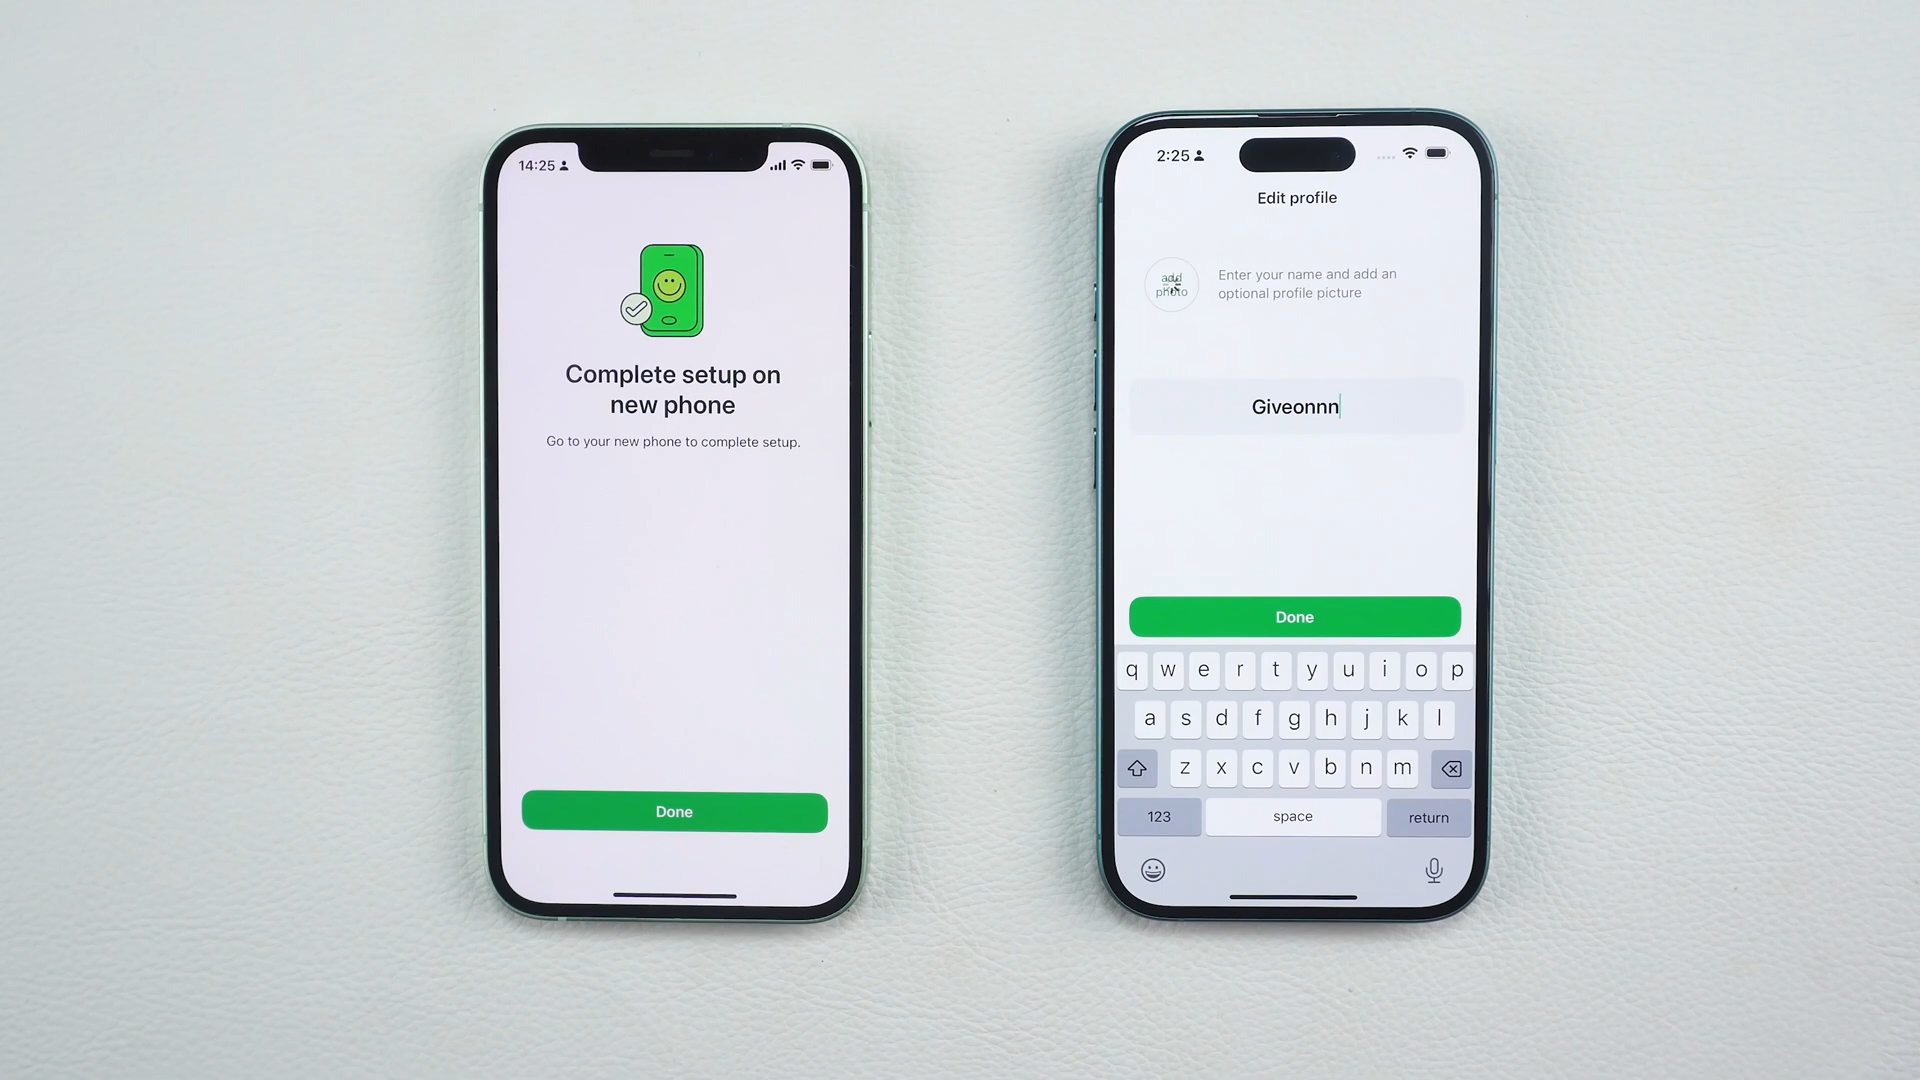 14:25
Complete setup on
new phone
Go to your new phone to complete setup.
Done
2:25
Edit profile
add
photo
Enter your name and add an
optional profile picture
Giveonnn
Done
q w e r t y u i o p
a s d f g h j k l
z x c v b n m
123 space return